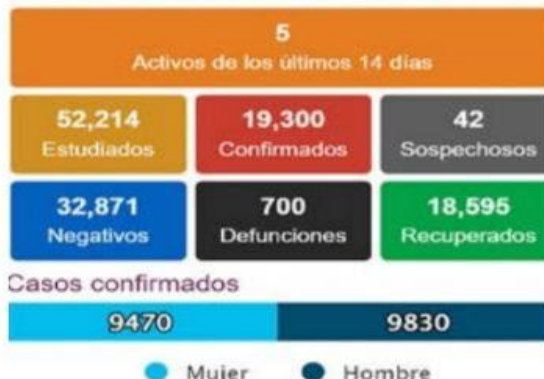 5
Activos de los últimos 14 días
52,214
Estudiados
19,300
Confirmados
42
Sospechosos
32,871
Negativos
700
Defunciones
18,595
Recuperados
Casos confirmados
9470
9830
Mujer
Hombre